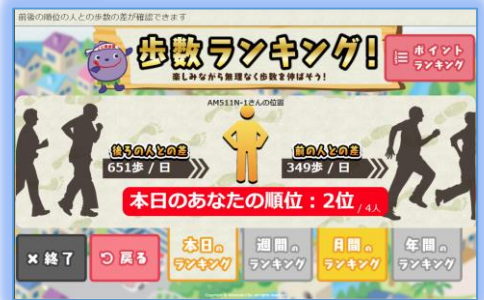 前後の順位の人との歩数の差が確認できます
歩数ランキング!
楽しみながら無理なく歩数を伸ばそう!
ポイント
ランキング
AM511N-1さんの位置
後ろの人との差
651歩 / 日
前の人との差
349歩 / 日
本日のあなたの順位:2位 / 4人
×終了
戻る
本日の
ランキング
週間の
ランキング
月間の
ランキング
年間の
ランキング